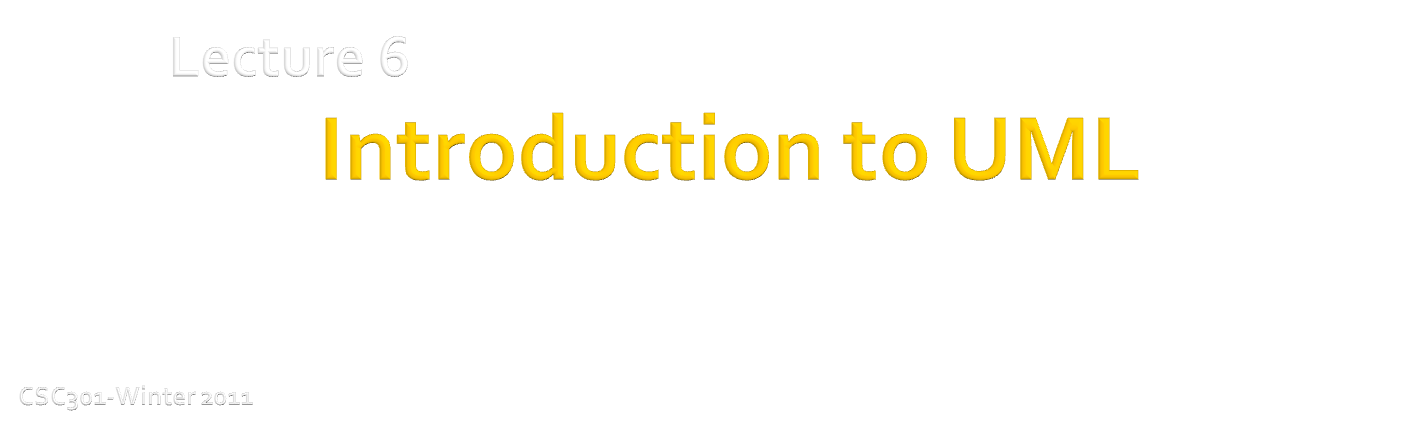 Lecture 6
Introduction to UML
CSC301-Winter 2011